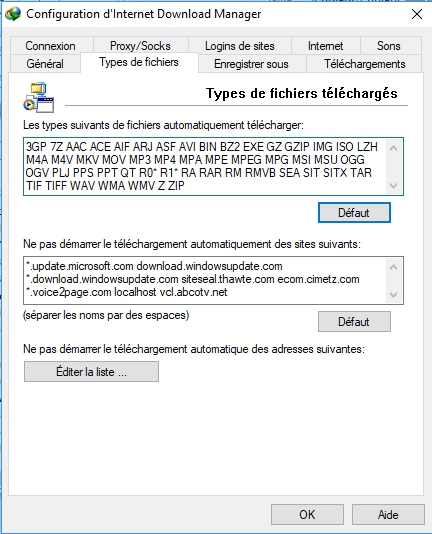 Configuration d'Internet Download Manager
Connexion Proxy/Socks Logins de sites Internet Sons
Général Types de fichiers Enregistrer sous Téléchargements
Types de fichiers téléchargés
Les types suivants de fichiers automatiquement télécharger:
3GP 7Z AAC ACE AIF ARJ ASF AVI BIN BZ2 EXE GZ GZIP IMG ISO LZH
M4A M4V MKV MOV MP3 MP4 MPA MPE MPEG MPG MSI MSU OGG
OGV PLJ PPS PPT QT R0* R1* RA RAR RM RMVB SEA SIT SITX TAR
TIF TIFF WAV WMA WMV Z ZIP
Défaut
Ne pas démarrer le téléchargement automatiquement des sites suivants:
*.update.microsoft.com download.windowsupdate.com
*.download.windowsupdate.com siteseal.thawte.com ecom.cimetz.com
*.voice2page.com localhost vcl.abcotv.net
(séparer les noms par des espaces)
Défaut
Ne pas démarrer le téléchargement automatique des adresses suivantes:
Éditer la liste ...
OK Aide